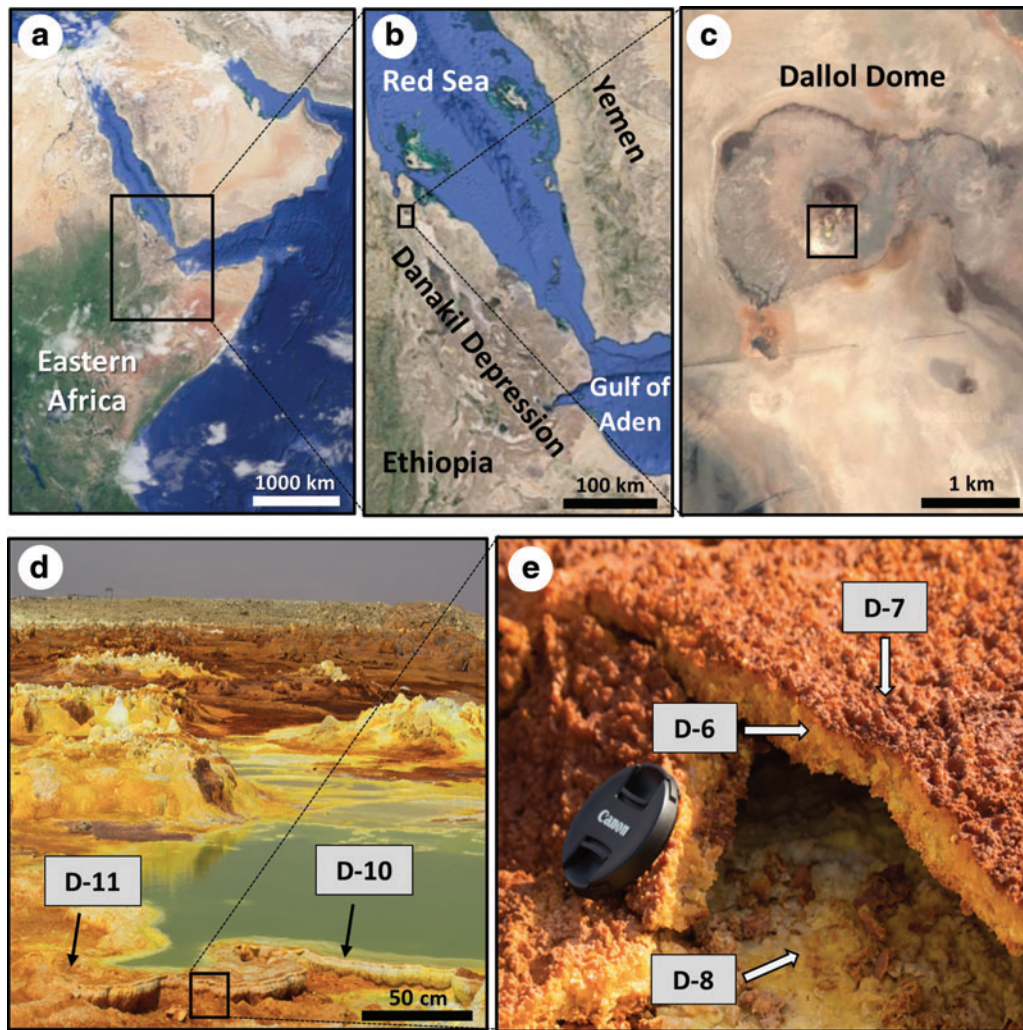 a
Eastern
Africa
1000 km
b
Red Sea
Yemen
Danakil Depression
Gulf of
Aden
Ethiopia
100 km
c
Dallol Dome
1 km
d
D-11
D-10
50 cm
e
D-7
D-6
Canon
D-8